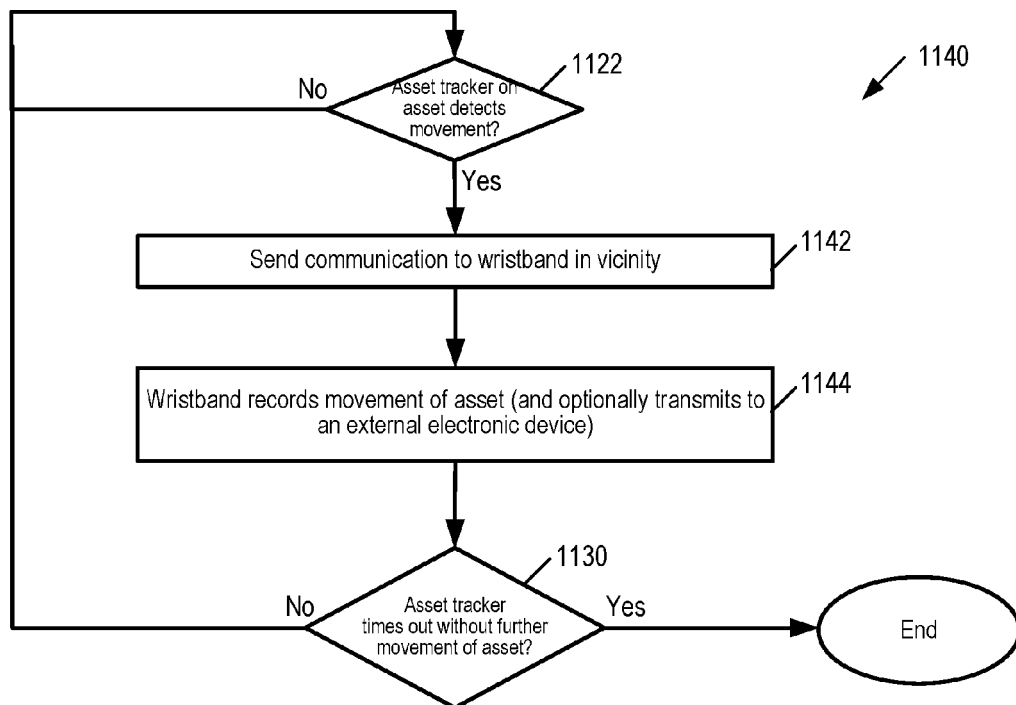 1140
1122
No
Asset tracker on
asset detects
movement?
Yes
1142
Send communication to wristband in vicinity
1144
Wristband records movement of asset (and optionally transmits to
an external electronic device)
1130
No
Asset tracker
times out without further
movement of asset?
Yes
End